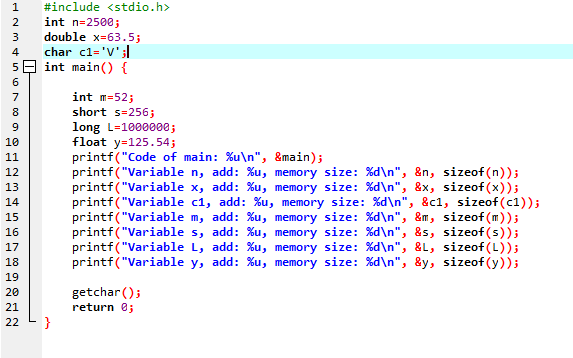 1 #include <stdio.h>
2 int n=2500;
3 double x=63.5;
4 char c1='V';
5 int main() {
6
7 int m=52;
8 short s=256;
9 long L=1000000;
10 float y=125.54;
11 printf("Code of main: %u\n", &main);
12 printf("Variable n, add: %u, memory size: %d\n", &n, sizeof(n));
13 printf("Variable x, add: %u, memory size: %d\n", &x, sizeof(x));
14 printf("Variable c1, add: %u, memory size: %d\n", &c1, sizeof(c1));
15 printf("Variable m, add: %u, memory size: %d\n", &m, sizeof(m));
16 printf("Variable s, add: %u, memory size: %d\n", &s, sizeof(s));
17 printf("Variable L, add: %u, memory size: %d\n", &L, sizeof(L));
18 printf("Variable y, add: %u, memory size: %d\n", &y, sizeof(y));
19
20 getchar();
21 return 0;
22 }